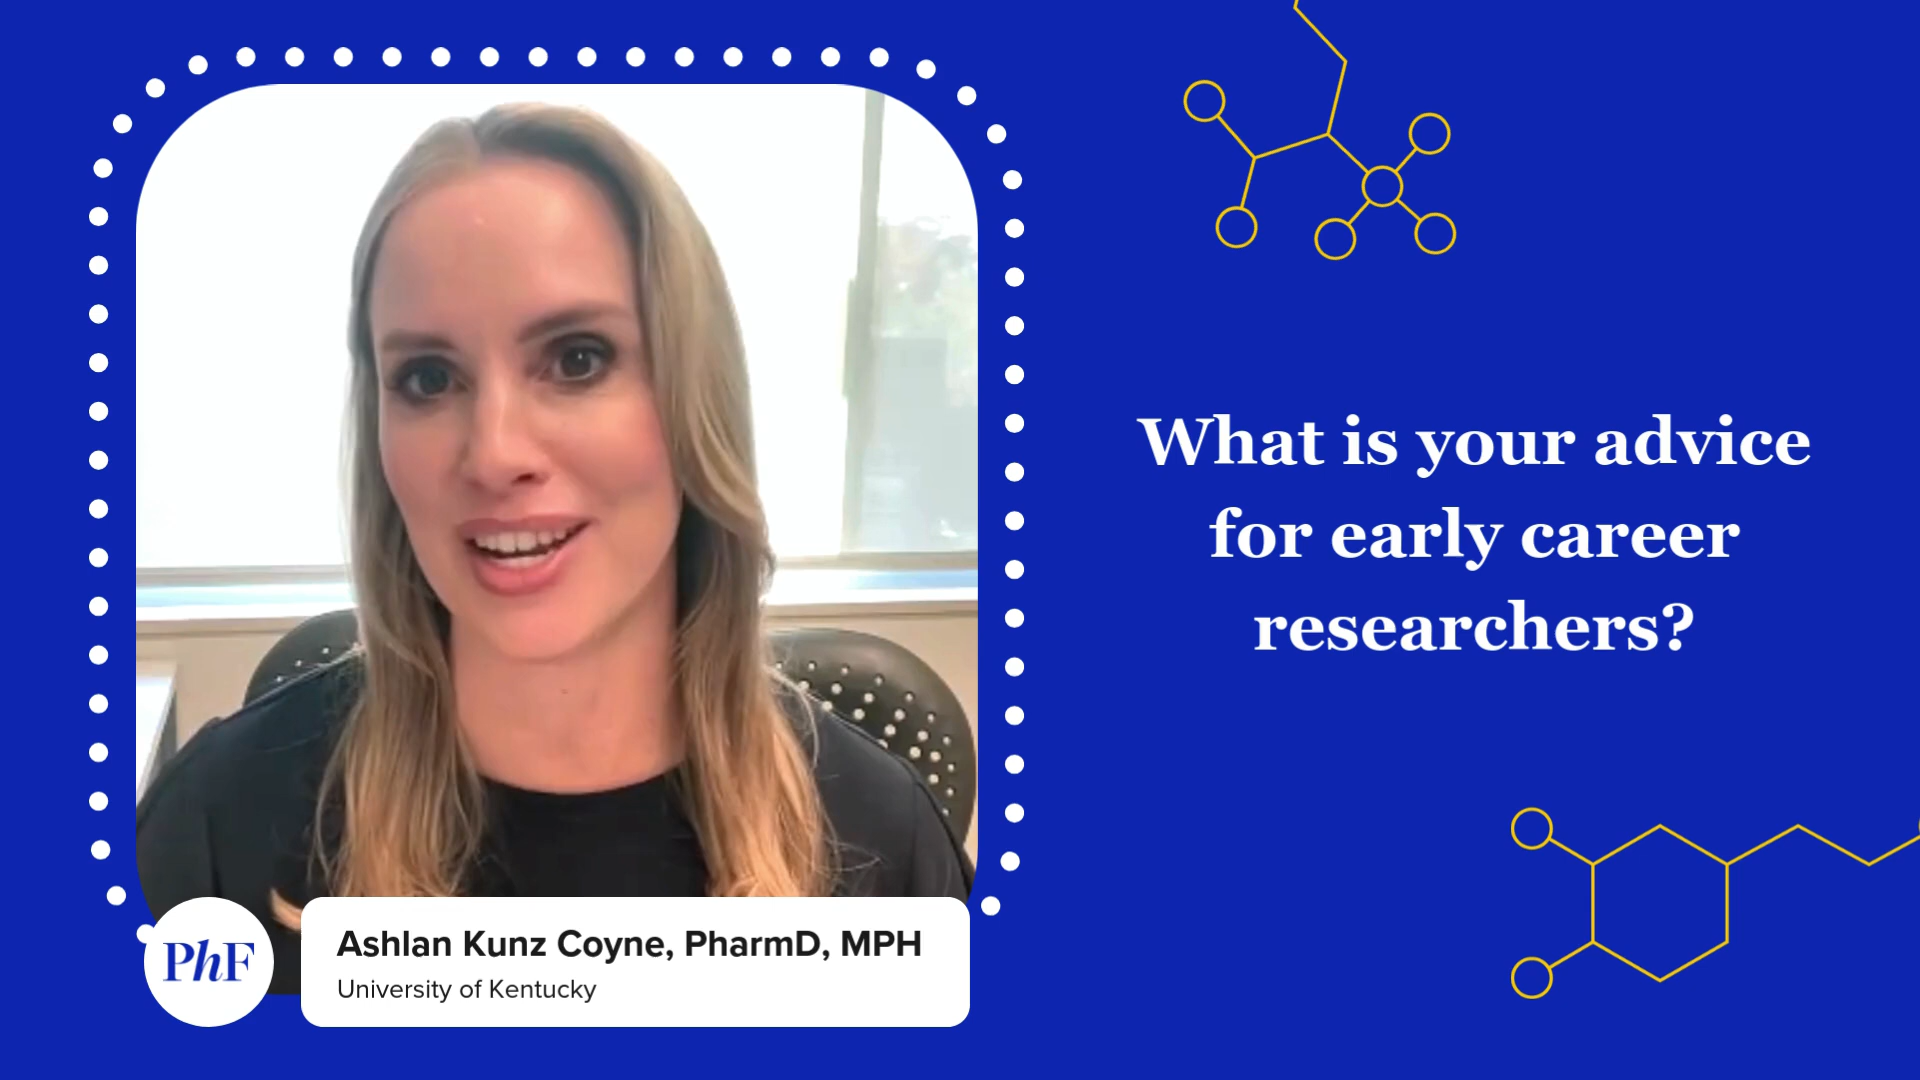 What is your advice
for early career
researchers?
PhF
Ashlan Kunz Coyne, PharmD, MPH
University of Kentucky